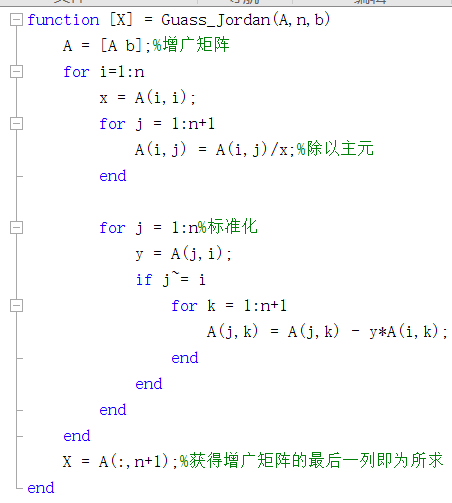 function [X] = Guass_Jordan(A,n,b)
A = [A b];%增广矩阵
for i=1:n
x = A(i,i);
for j = 1:n+1
A(i,j) = A(i,j)/x;%除以主元
end
for j = 1:n%标准化
y = A(j,i);
if j~= i
for k = 1:n+1
A(j,k) = A(j,k) - y*A(i,k);
end
end
end
end
X = A(:,n+1);%获得增广矩阵的最后一列即为所求
end